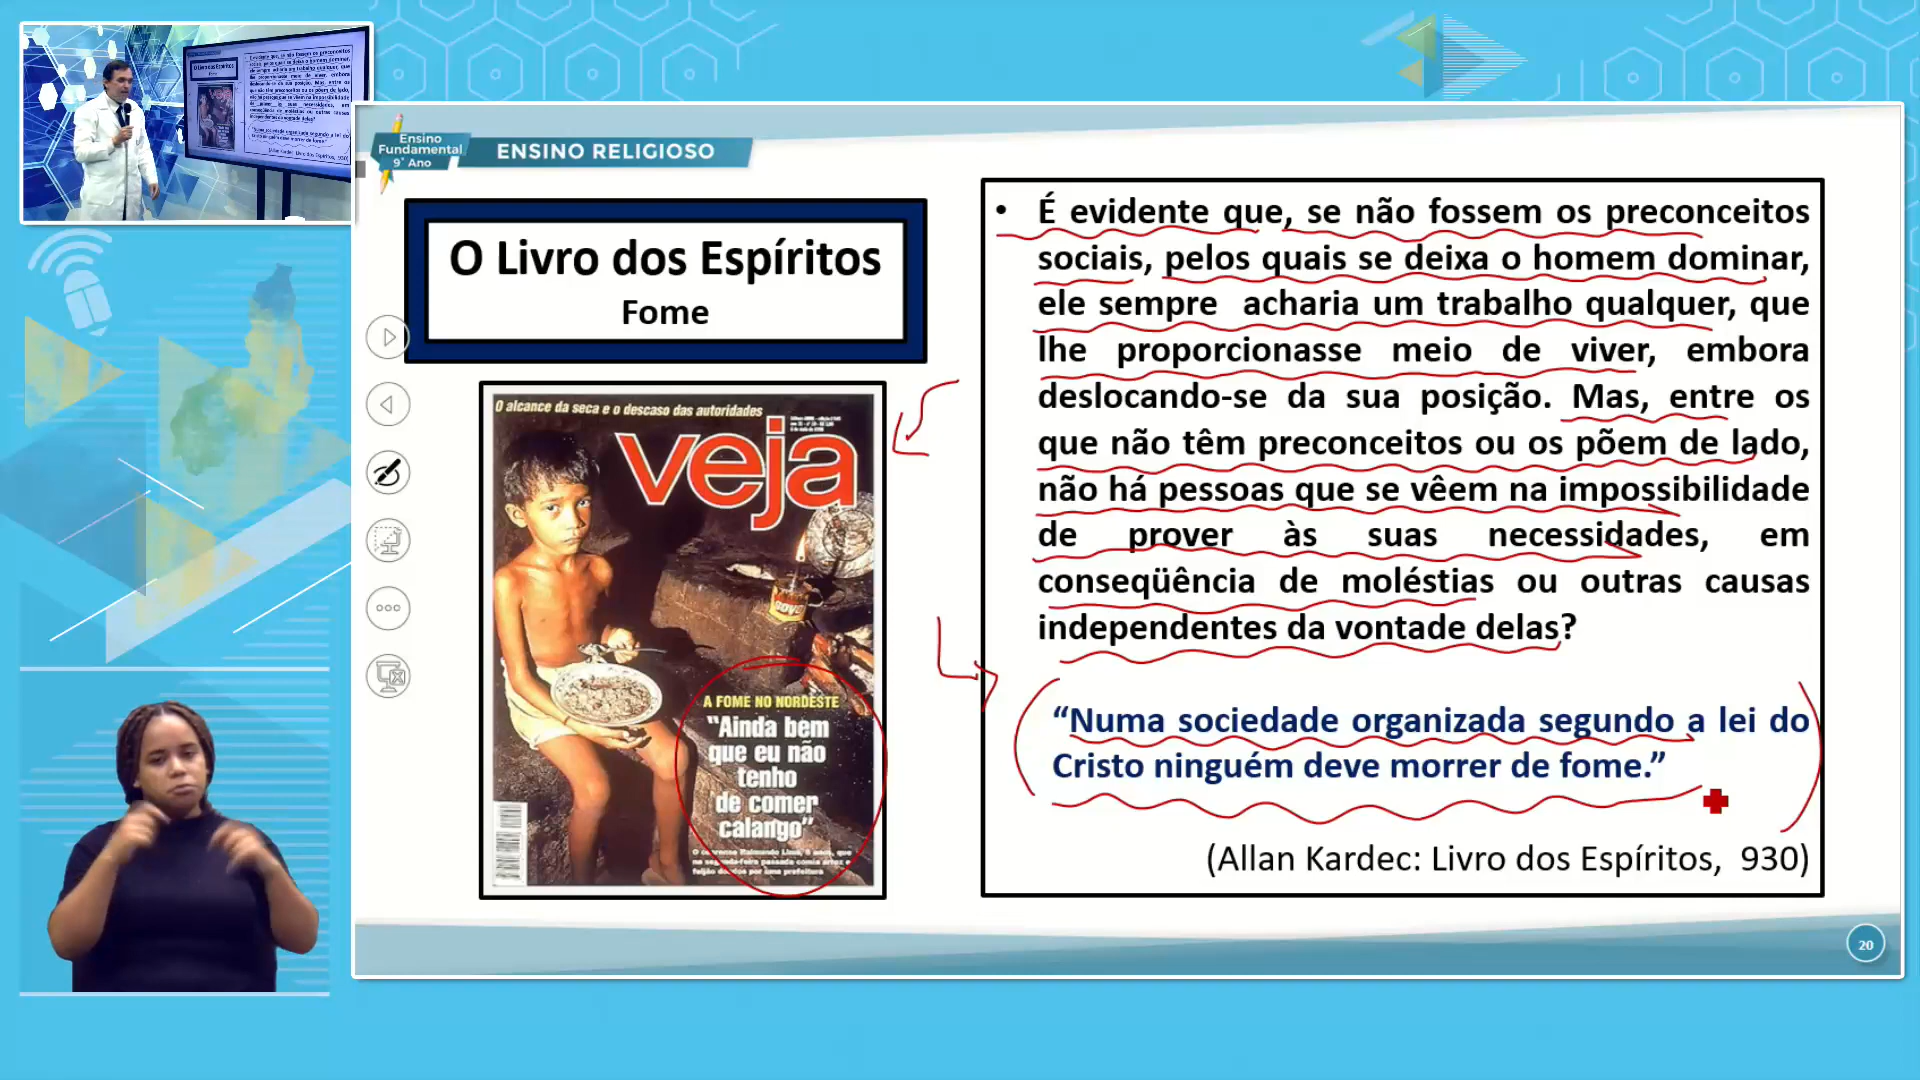 Ensino
Fundamental
9° Ano
ENSINO RELIGIOSO
O Livro dos Espíritos
Fome
O alcance da seca e o descaso das autoridades
veja
A FOME NO NORDESTE
"Ainda bem
que eu não
tenho
de comer
calango"
• É evidente que, se não fossem os preconceitos
sociais, pelos quais se deixa o homem dominar,
ele sempre acharia um trabalho qualquer, que
lhe proporcionasse meio de viver, embora
deslocando-se da sua posição. Mas, entre os
que não têm preconceitos ou os põem de lado,
não há pessoas que se vêem na impossibilidade
de prover às suas necessidades, em
conseqüência de moléstias ou outras causas
independentes da vontade delas?
“Numa sociedade organizada segundo a lei do
Cristo ninguém deve morrer de fome.”
(Allan Kardec: Livro dos Espíritos, 930)
20